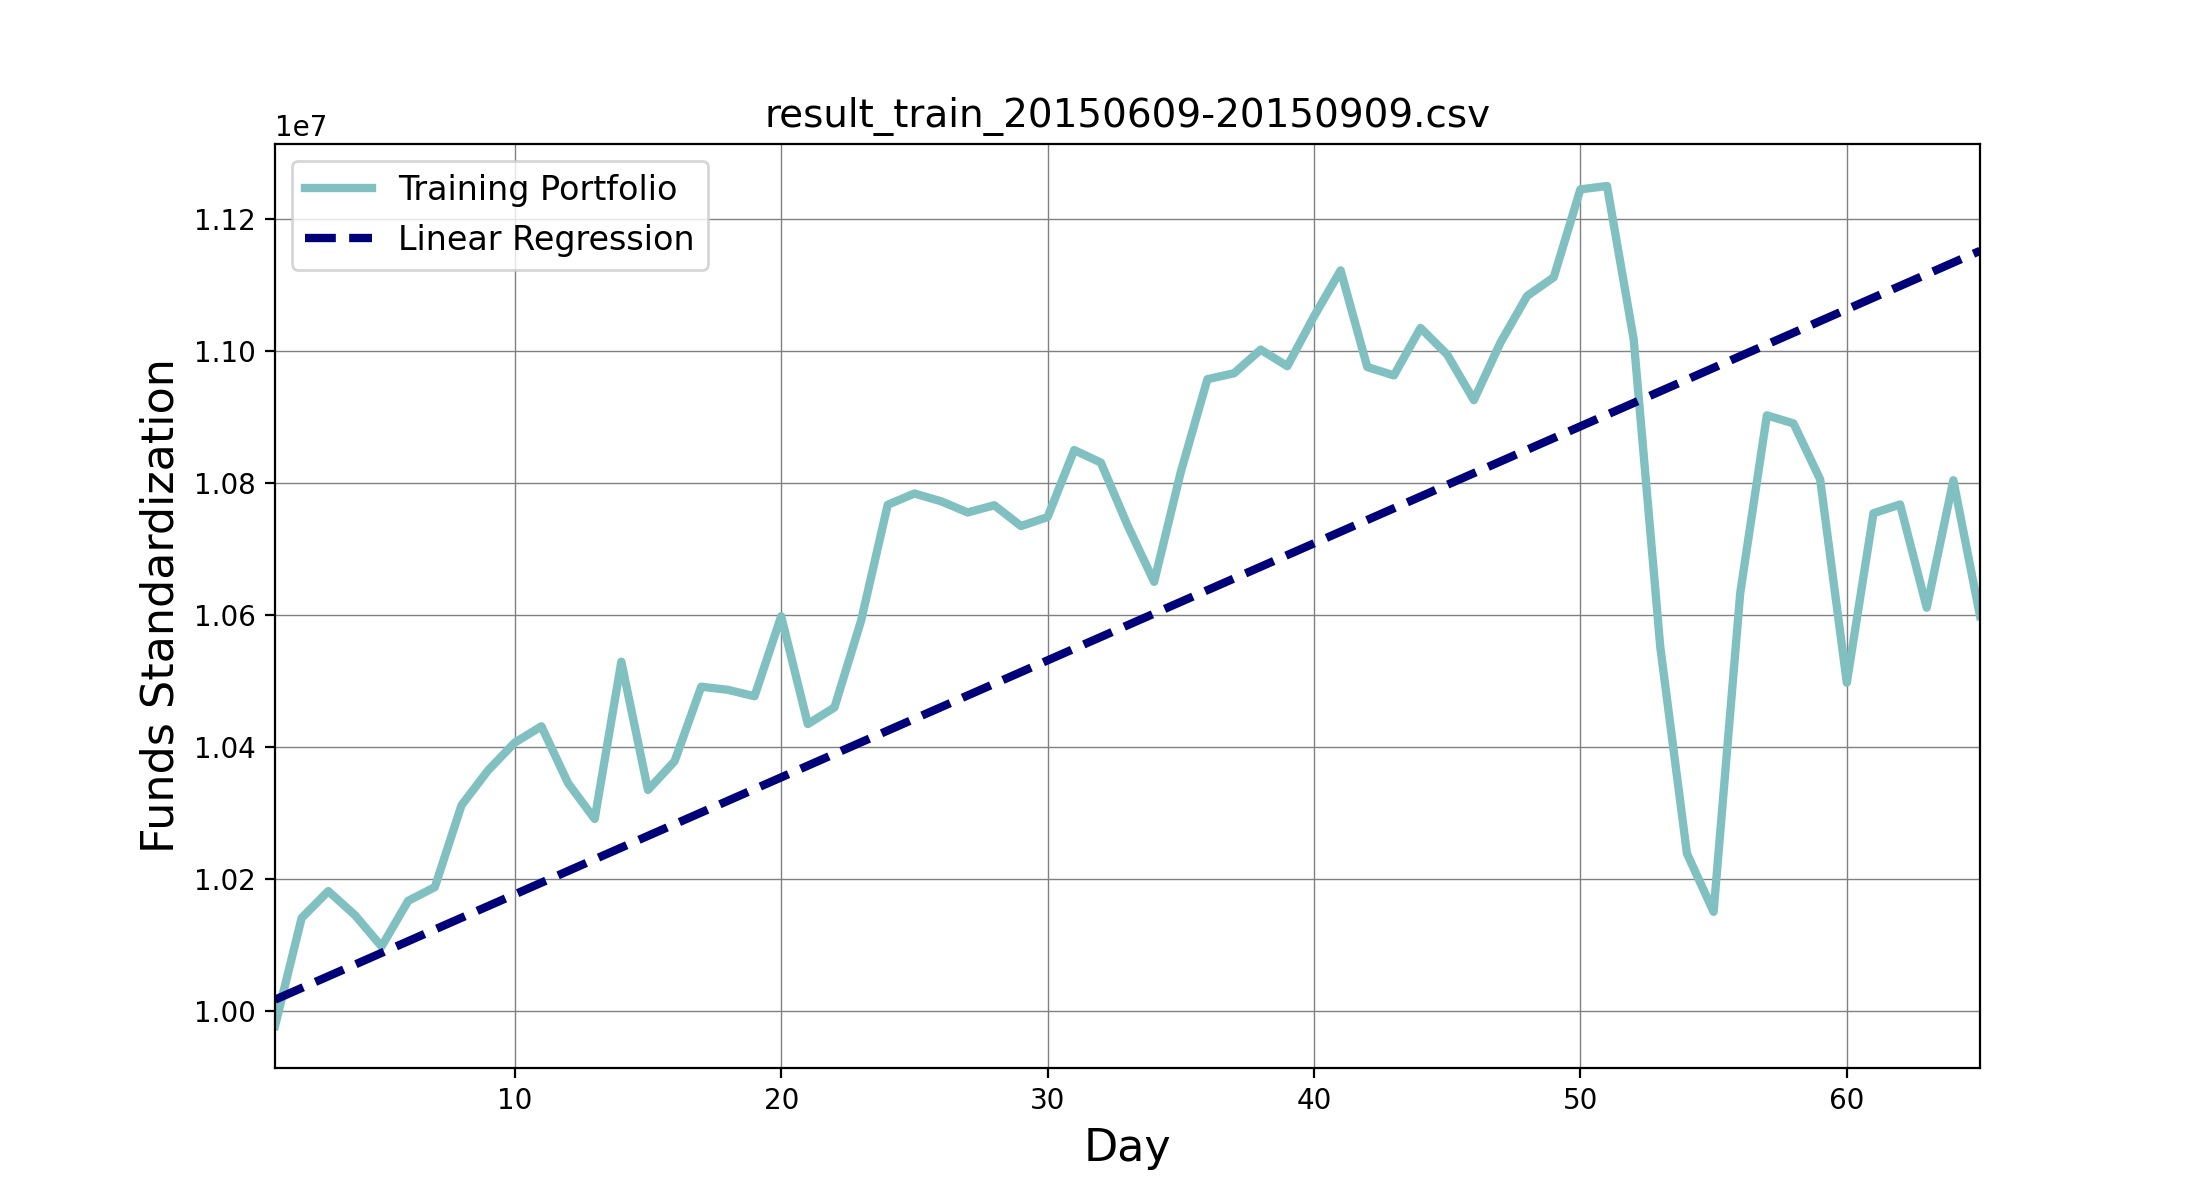 result_train_20150609-20150909.csv
1e7
Training Portfolio
Linear Regression
1.12
1.10
1.08
1.06
1.04
1.02
1.00
Funds Standardization
10 20 30 40 50 60
Day